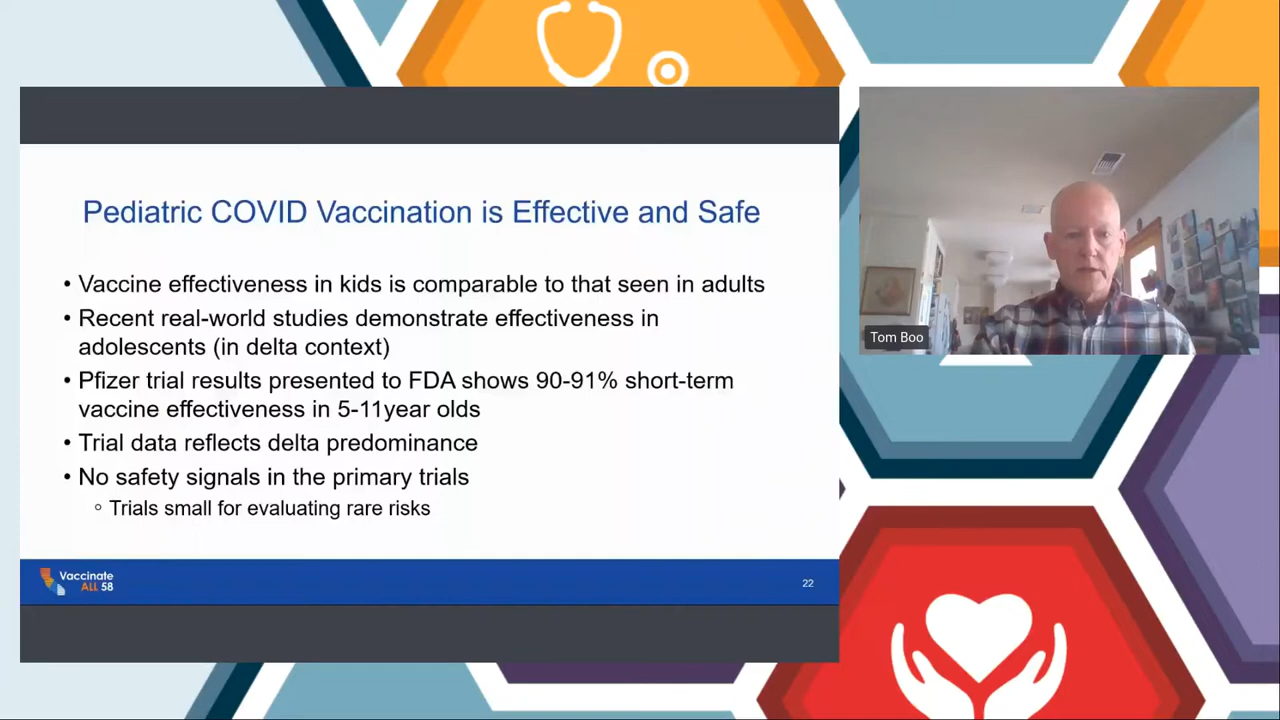 Pediatric COVID Vaccination is Effective and Safe
• Vaccine effectiveness in kids is comparable to that seen in adults
• Recent real-world studies demonstrate effectiveness in
adolescents (in delta context)
• Pfizer trial results presented to FDA shows 90-91% short-term
vaccine effectiveness in 5-11year olds
• Trial data reflects delta predominance
• No safety signals in the primary trials
◦ Trials small for evaluating rare risks
Vaccinate
ALL 58
22
Tom Boo